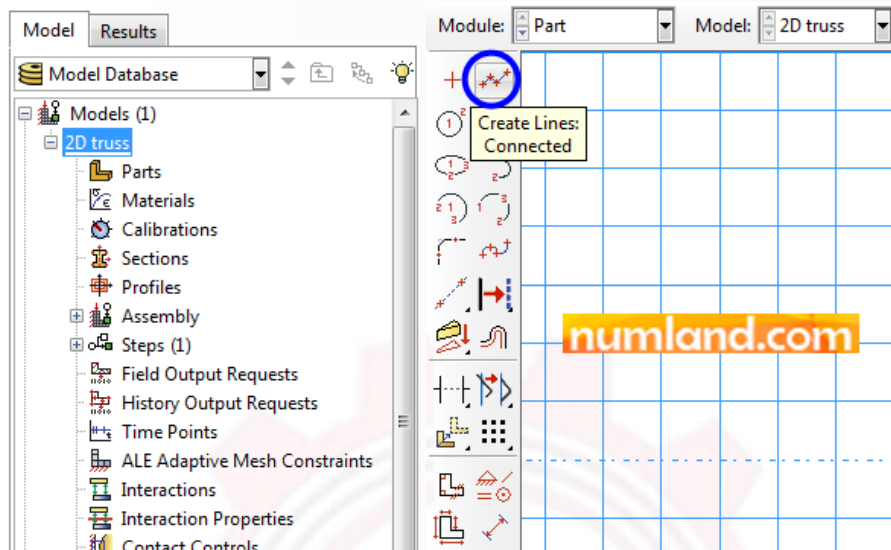 Model Results
Model Database
Models (1)
2D truss
Parts
Materials
Calibrations
Sections
Profiles
Assembly
Steps (1)
Field Output Requests
History Output Requests
Time Points
ALE Adaptive Mesh Constraints
Interactions
Interaction Properties
Contact Controls
Module: Part Model: 2D truss
Create Lines:
Connected
numland.com